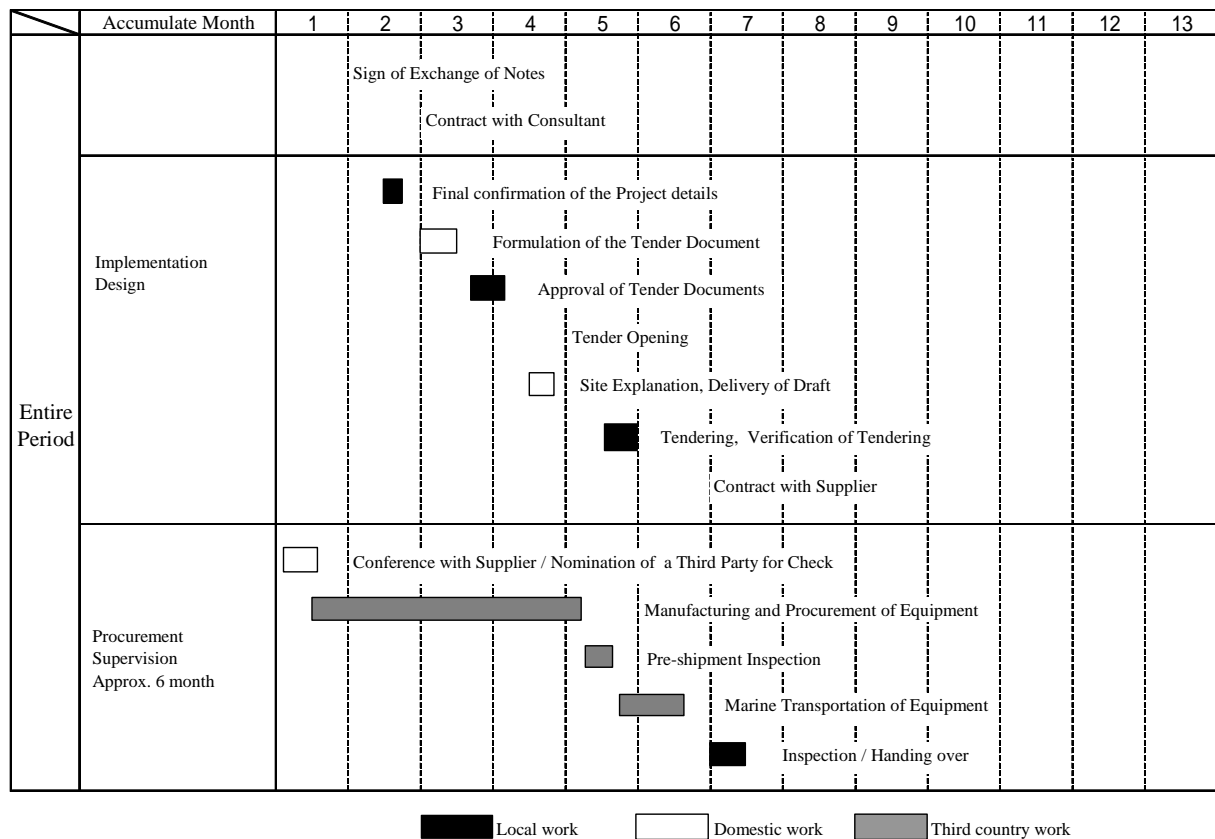 Accumulate Month 1 2 3 4 5 6 7 8 9 10 11 12 13
Sign of Exchange of Notes
Contract with Consultant
Final confirmation of the Project details
Formulation of the Tender Document
Implementation
Design
Approval of Tender Documents
Tender Opening
Site Explanation, Delivery of Draft
Entire
Period
Tendering, Verification of Tendering
Contract with Supplier
Conference with Supplier / Nomination of a Third Party for Check
Manufacturing and Procurement of Equipment
Procurement
Supervision
Approx. 6 month
Pre-shipment Inspection
Marine Transportation of Equipment
Inspection / Handing over
Local work Domestic work Third country work